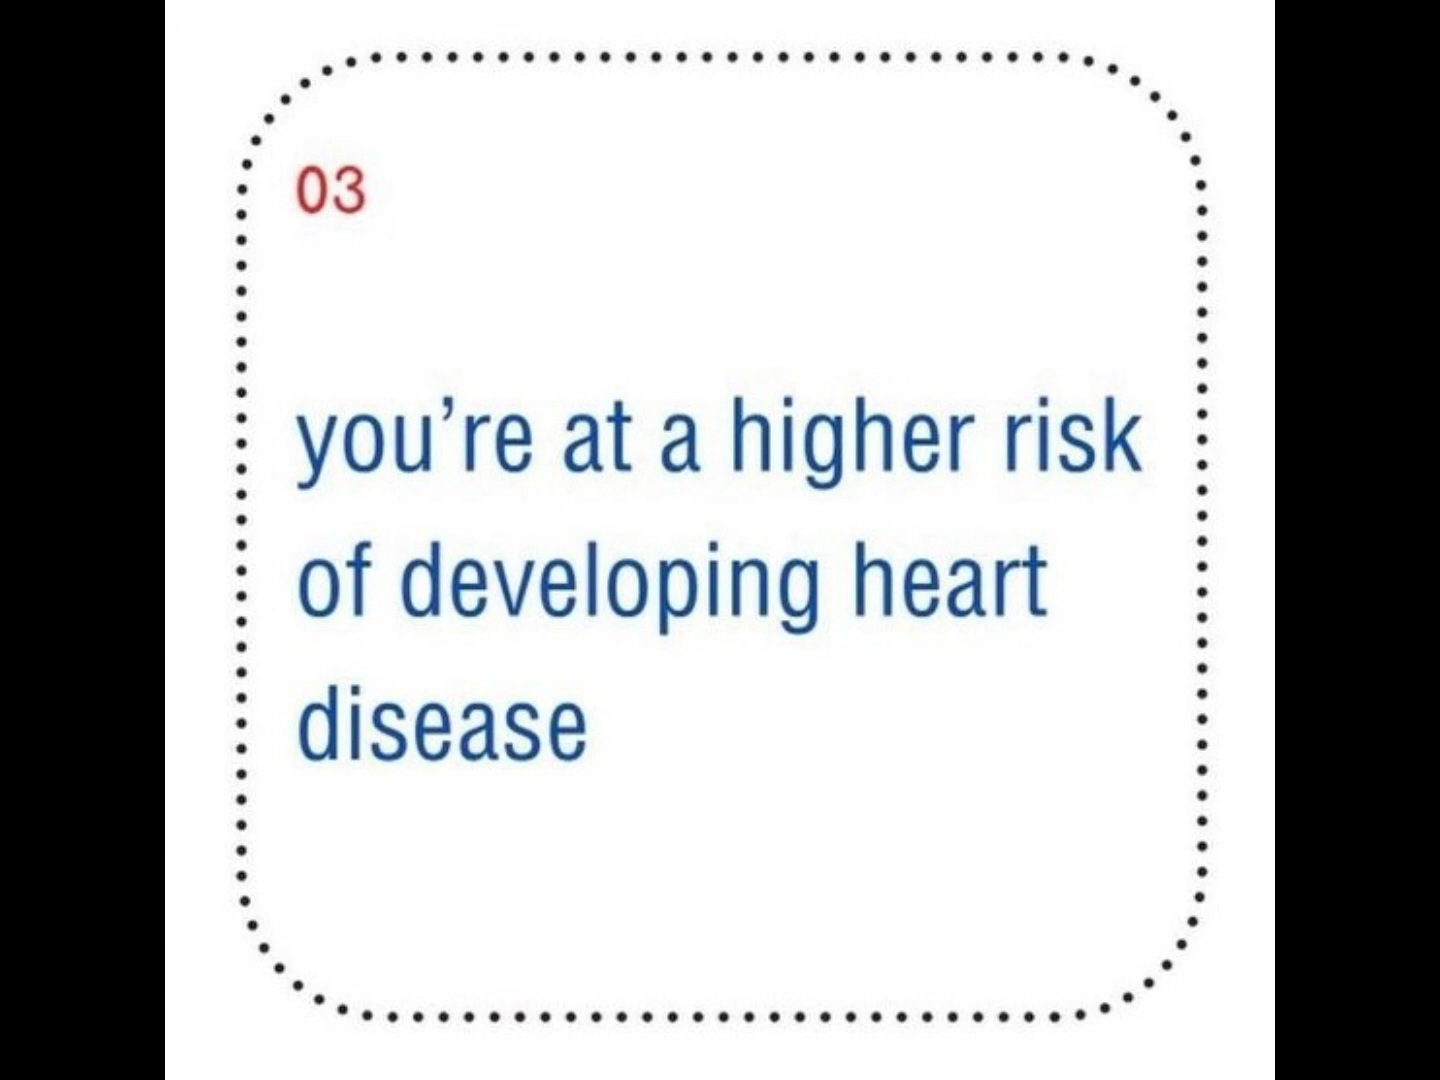 03
you’re at a higher risk
of developing heart
disease